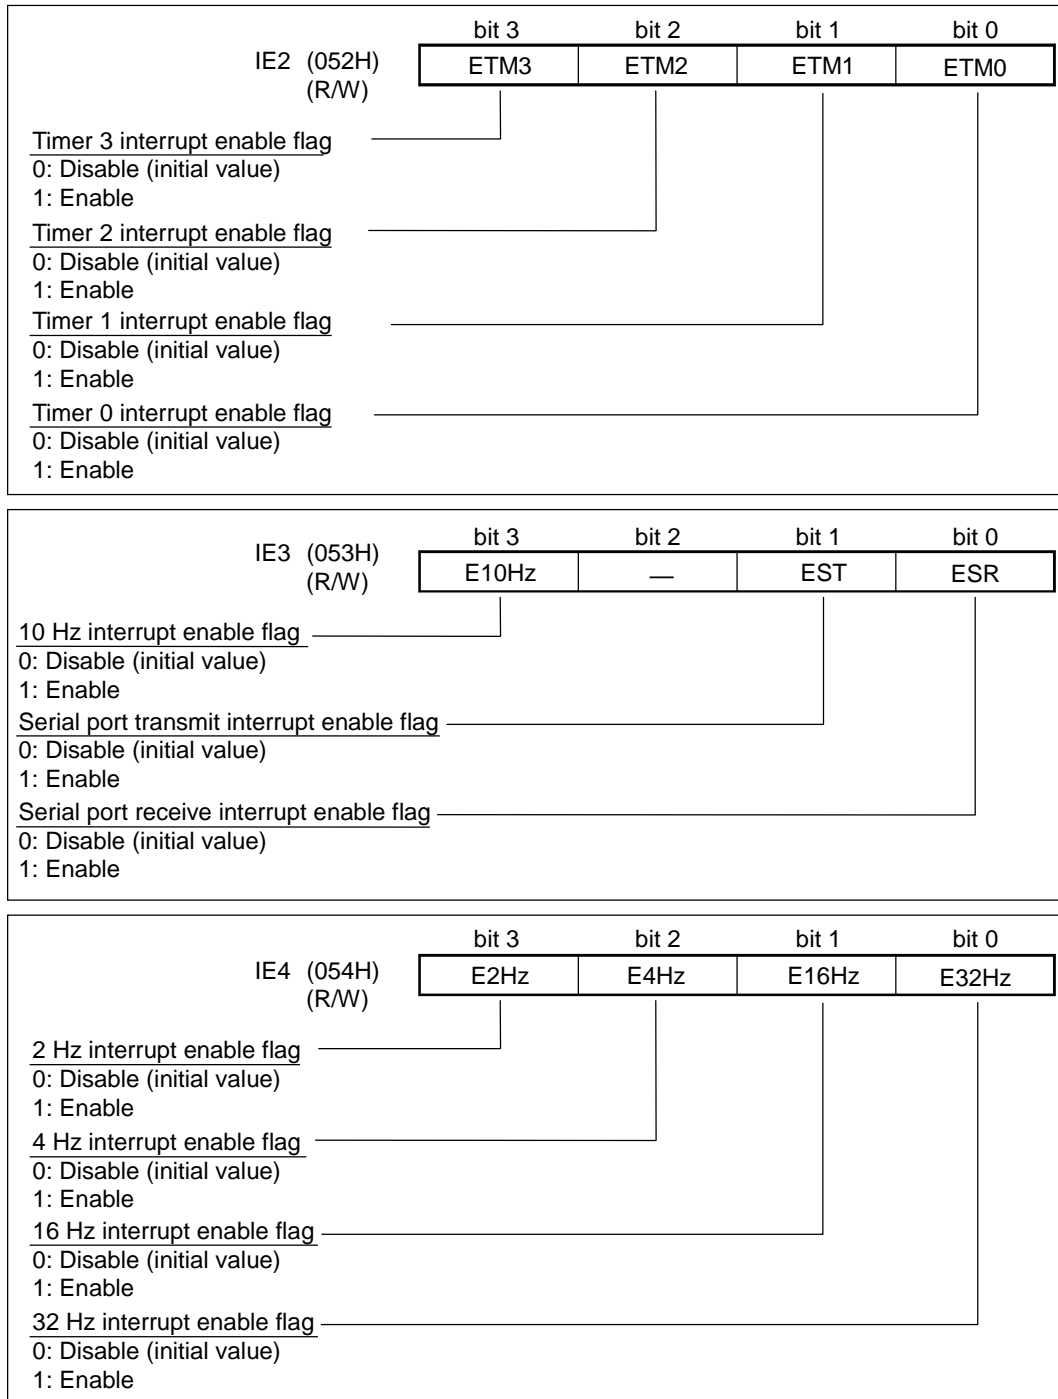 bit 3 bit 2 bit 1 bit 0
IE2 (052H) ETM3 ETM2 ETM1 ETM0
(R/W)
Timer 3 interrupt enable flag
0: Disable (initial value)
1: Enable
Timer 2 interrupt enable flag
0: Disable (initial value)
1: Enable
Timer 1 interrupt enable flag
0: Disable (initial value)
1: Enable
Timer 0 interrupt enable flag
0: Disable (initial value)
1: Enable
bit 3 bit 2 bit 1 bit 0
IE3 (053H) E10Hz — EST ESR
(R/W)
10 Hz interrupt enable flag
0: Disable (initial value)
1: Enable
Serial port transmit interrupt enable flag
0: Disable (initial value)
1: Enable
Serial port receive interrupt enable flag
0: Disable (initial value)
1: Enable
bit 3 bit 2 bit 1 bit 0
IE4 (054H) E2Hz E4Hz E16Hz E32Hz
(R/W)
2 Hz interrupt enable flag
0: Disable (initial value)
1: Enable
4 Hz interrupt enable flag
0: Disable (initial value)
1: Enable
16 Hz interrupt enable flag
0: Disable (initial value)
1: Enable
32 Hz interrupt enable flag
0: Disable (initial value)
1: Enable